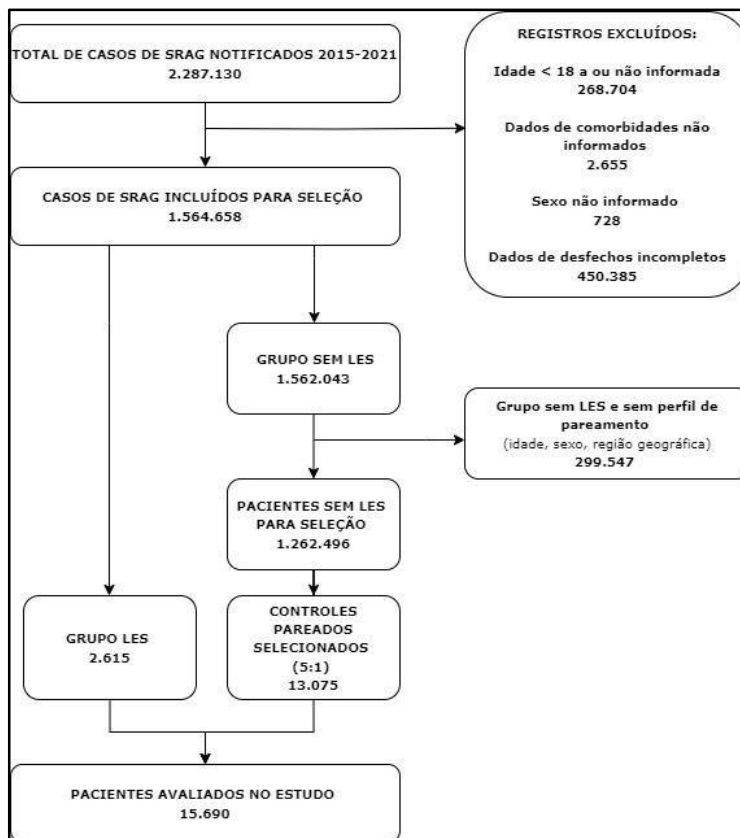 TOTAL DE CASOS DE SRAG NOTIFICADOS 2015-2021
2.287.130
REGISTROS EXCLUÍDOS:
Idade < 18 a ou não informada
268.704
Dados de comorbidades não
informados
2.655
Sexo não informado
728
Dados de desfechos incompletos
450.385
CASOS DE SRAG INCLUÍDOS PARA SELEÇÃO
1.564.658
GRUPO SEM LES
1.562.043
Grupo sem LES e sem perfil de
pareamento
(idade, sexo, região geográfica)
299.547
PACIENTES SEM LES
PARA SELEÇÃO
1.262.496
GRUPO LES
2.615
CONTROLES
PAREADOS
SELECIONADOS
(5:1)
13.075
PACIENTES AVALIADOS NO ESTUDO
15.690